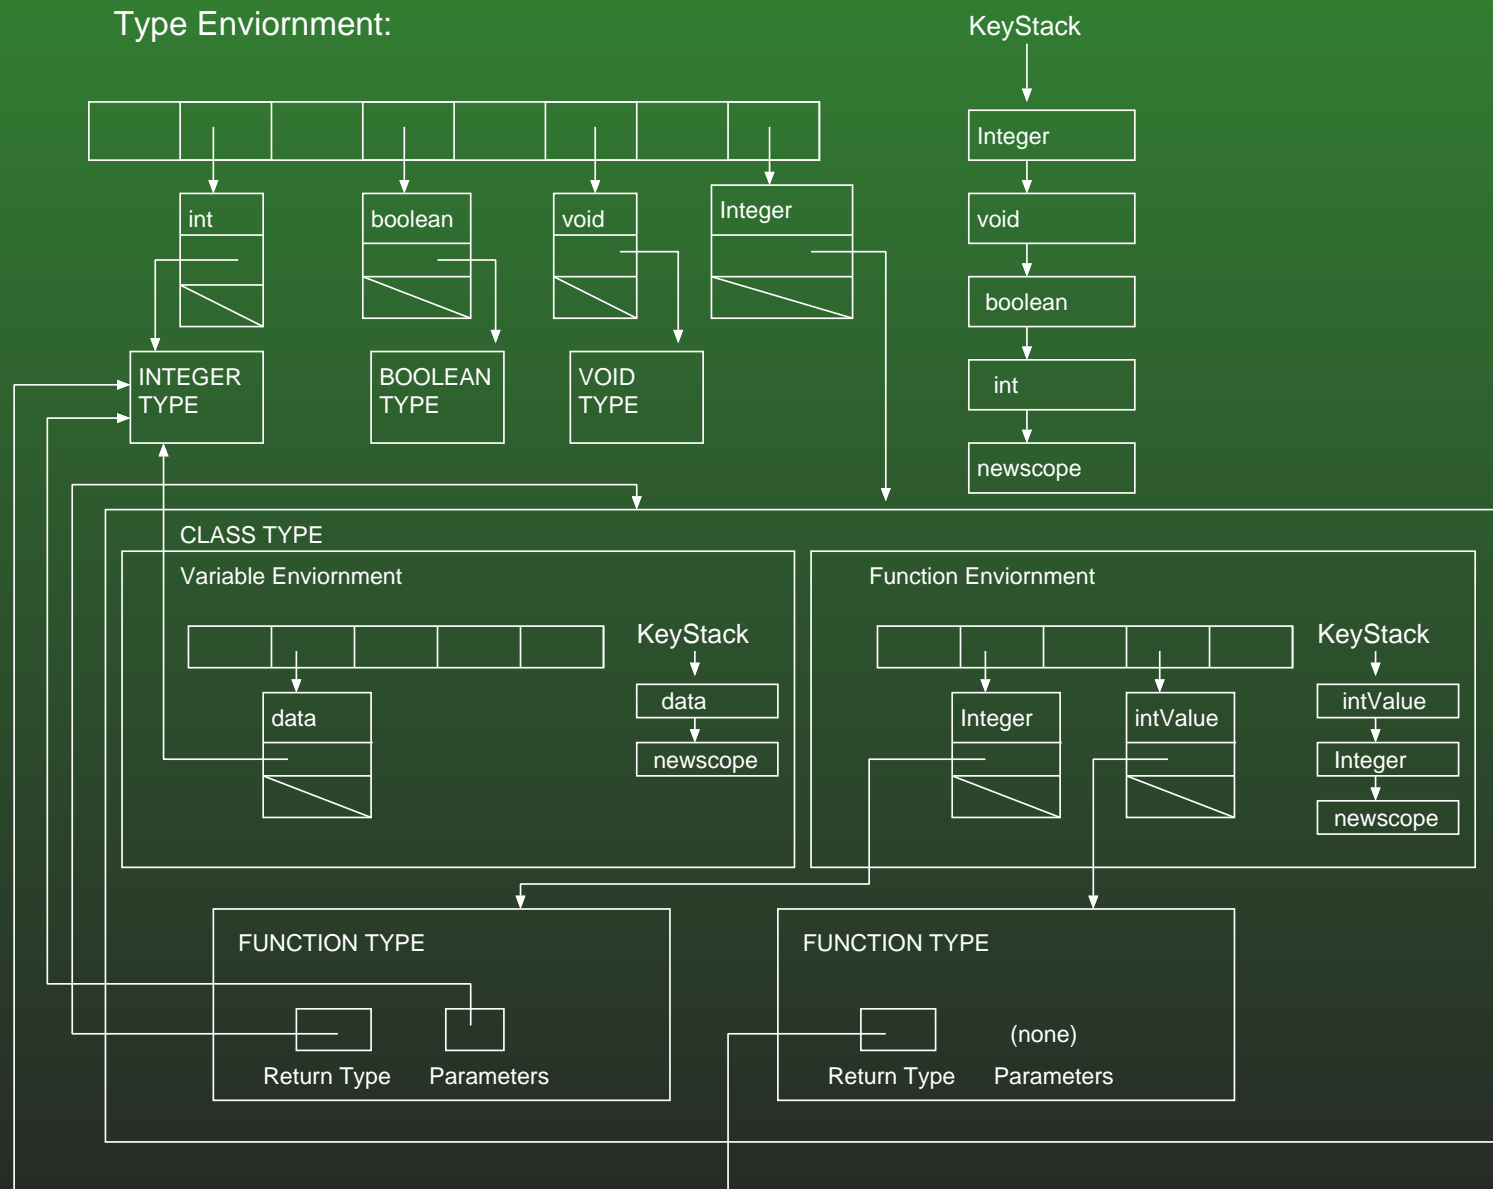 Type Enviornment:
KeyStack
Integer
void
boolean
int
newscope
int
boolean
void
Integer
INTEGER
TYPE
BOOLEAN
TYPE
VOID
TYPE
CLASS TYPE
Variable Enviornment
KeyStack
data
newscope
data
Function Enviornment
KeyStack
intValue
Integer
newscope
Integer
intValue
FUNCTION TYPE
Return Type
Parameters
FUNCTION TYPE
(none)
Return Type
Parameters